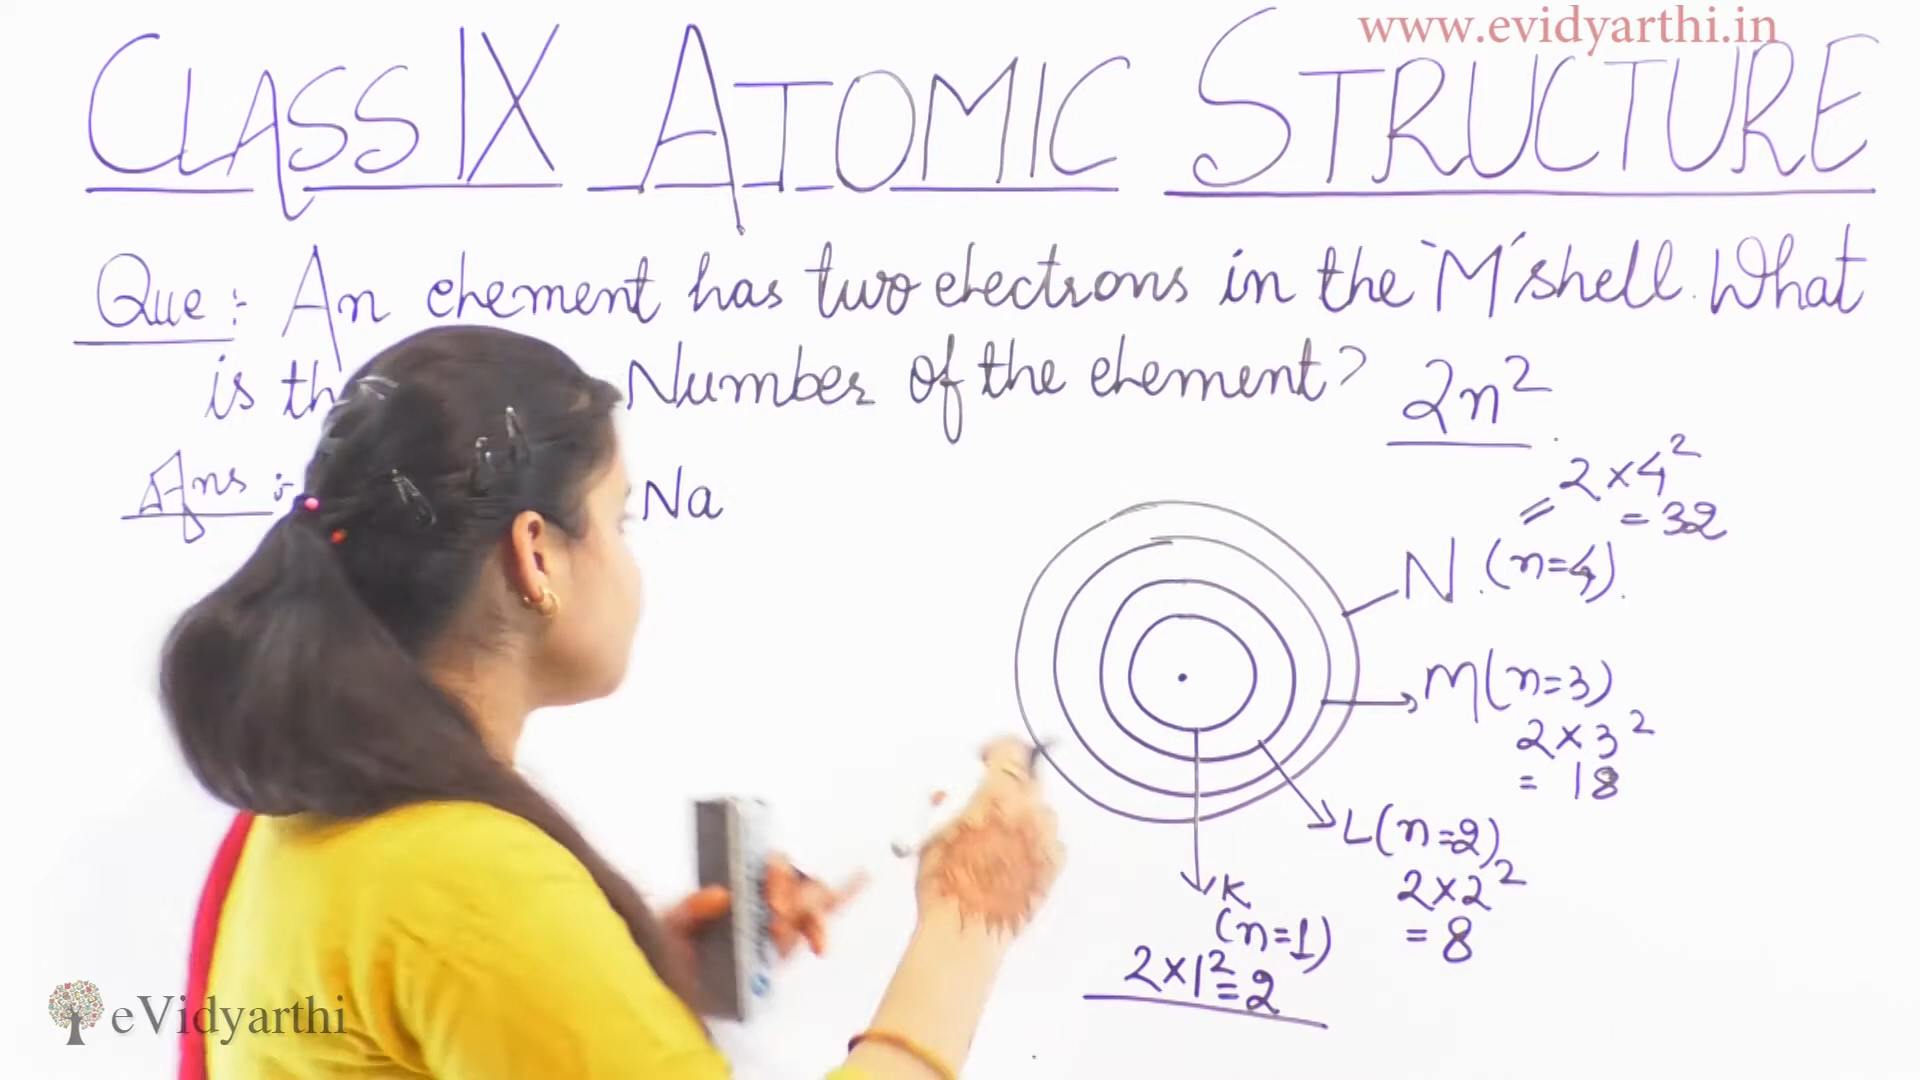 www.evidyarthi.in
CLASS IX ATOMIC STRUCTURE
Que :- An element has two electrons in the 'M' shell. What
is th Number of the element?
2n²
Ans :- Na
= 2 × 4²
= 32
N (n=4)
M (n=3)
2 × 3²
= 18
L (n=2)
2 × 2²
= 8
K
(n=1)
2 × 1² = 2
eVidyarthi